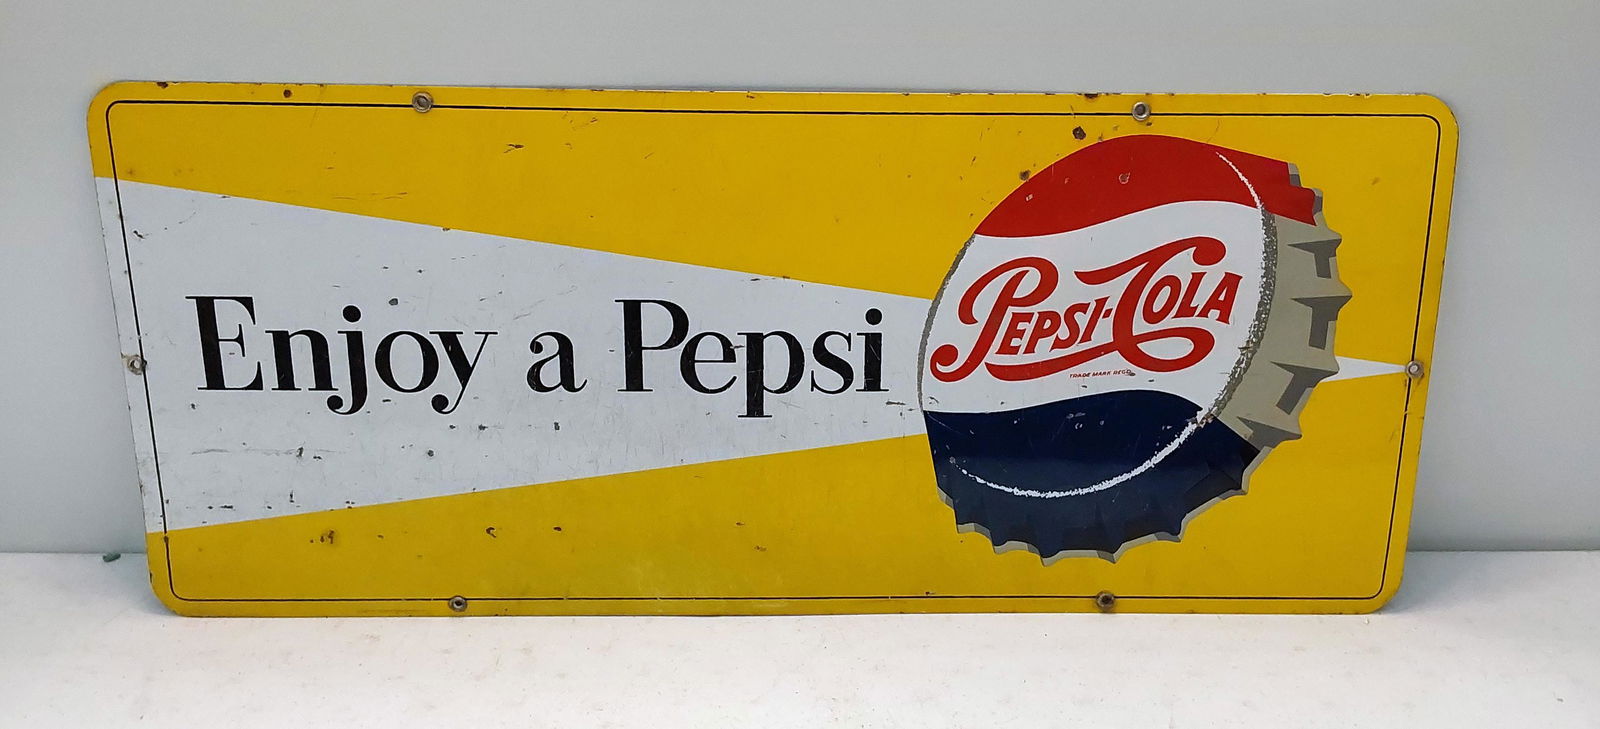 Enjoy a Pepsi
PEPSI-COLA
TRADE MARK REG'D